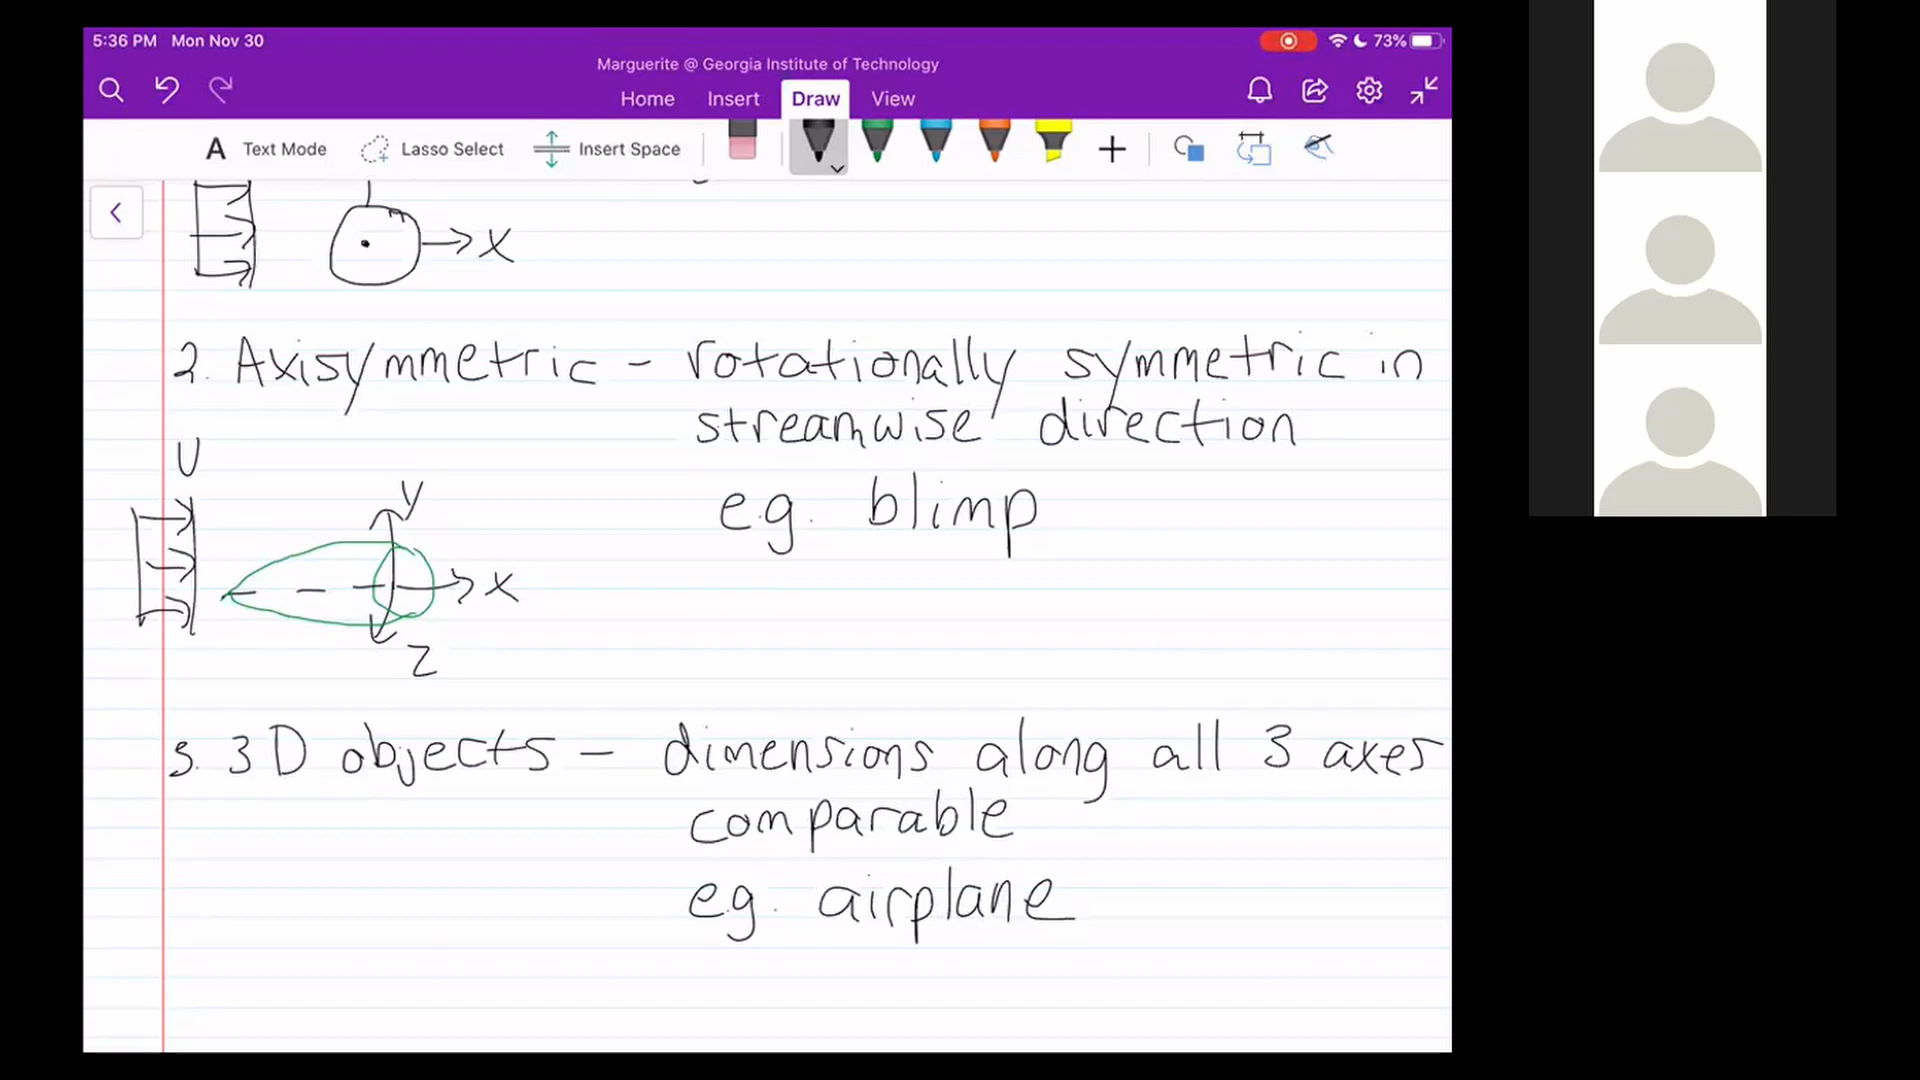 5:36 PM Mon Nov 30
73%
Marguerite @ Georgia Institute of Technology
Home Insert Draw View
A Text Mode Lasso Select Insert Space
X
2. Axisymmetric - rotationally symmetric in
streamwise direction
U
e.g. blimp
y
X
Z
3. 3D objects - dimensions along all 3 axes
comparable
e.g. airplane